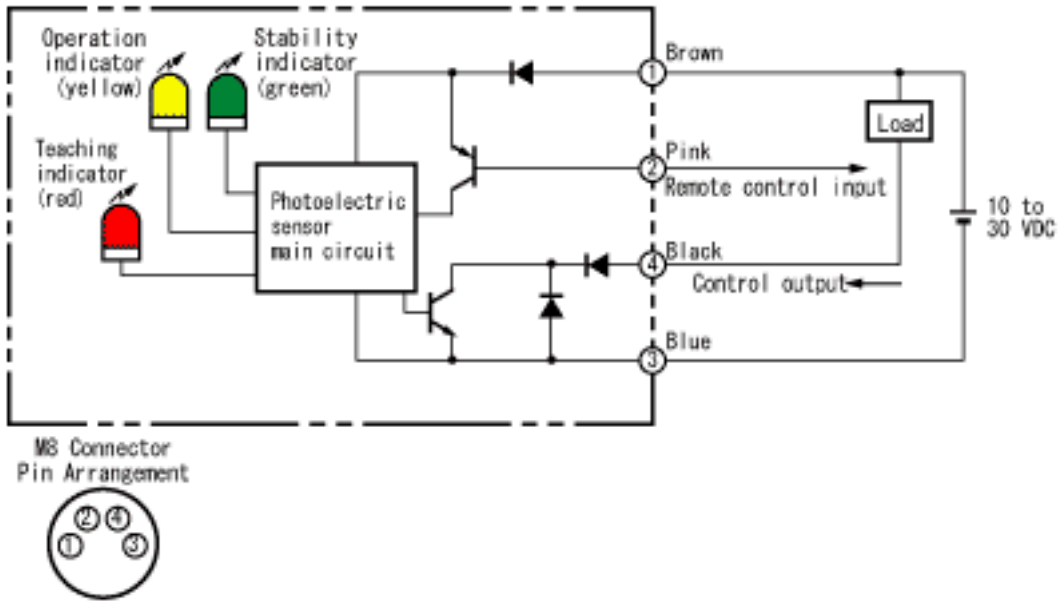 Operation
indicator
(yellow)
Stability
indicator
(green)
Teaching
indicator
(red)
Photoelectric
sensor
main circuit
1
Brown
2
Pink
Remote control input
4
Black
Control output
3
Blue
Load
10 to
30 VDC
M8 Connector
Pin Arrangement
2 4
1 3